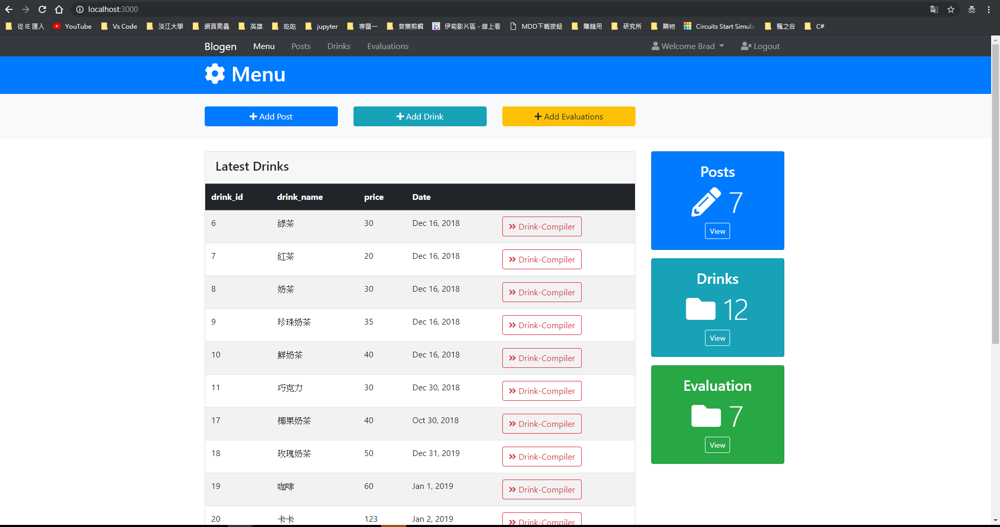 localhost:3000
從 IE 匯入 YouTube Vs Code 淡江大學 網頁爬蟲 英雄 吃吃 jupyter 專題一 音樂剪輯 伊莉影片區 - 線上看 MDD下載按鈕 賺錢用 研究所 購物 Circuits Start Simula 楓之谷 C#
Blogen Menu Posts Drinks Evaluations Welcome Brad Logout
Menu
Add Post Add Drink Add Evaluations
Latest Drinks
drink_id drink_name price Date
6 綠茶 30 Dec 16, 2018 Drink-Compiler
7 紅茶 20 Dec 16, 2018 Drink-Compiler
8 奶茶 30 Dec 16, 2018 Drink-Compiler
9 珍珠奶茶 35 Dec 16, 2018 Drink-Compiler
10 鮮奶茶 40 Dec 16, 2018 Drink-Compiler
11 巧克力 30 Dec 30, 2018 Drink-Compiler
17 椰果奶茶 40 Oct 30, 2018 Drink-Compiler
18 玫瑰奶茶 50 Dec 31, 2019 Drink-Compiler
19 咖啡 60 Jan 1, 2019 Drink-Compiler
20 卡卡 123 Jan 2, 2019 Drink-Compiler
Posts
7
View
Drinks
12
View
Evaluation
7
View